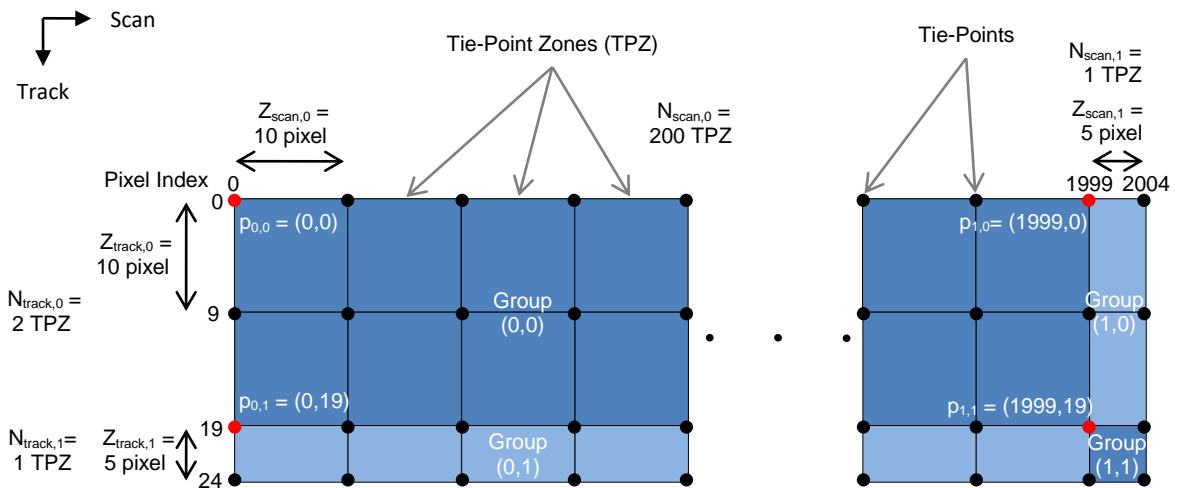 Scan
Track
Tie-Point Zones (TPZ)
Tie-Points
Zscan,0 =
10 pixel
Nscan,0 =
200 TPZ
Nscan,1 =
1 TPZ
Zscan,1 =
5 pixel
Pixel Index
0
1999
2004
0
p0,0 = (0,0)
p1,0= (1999,0)
Ztrack,0 =
10 pixel
Ntrack,0 =
2 TPZ
9
Group
(0,0)
Group
(1,0)
p0,1 = (0,19)
p1,1 = (1999,19)
19
Ntrack,1=
1 TPZ
Ztrack,1 =
5 pixel
Group
(0,1)
Group
(1,1)
24